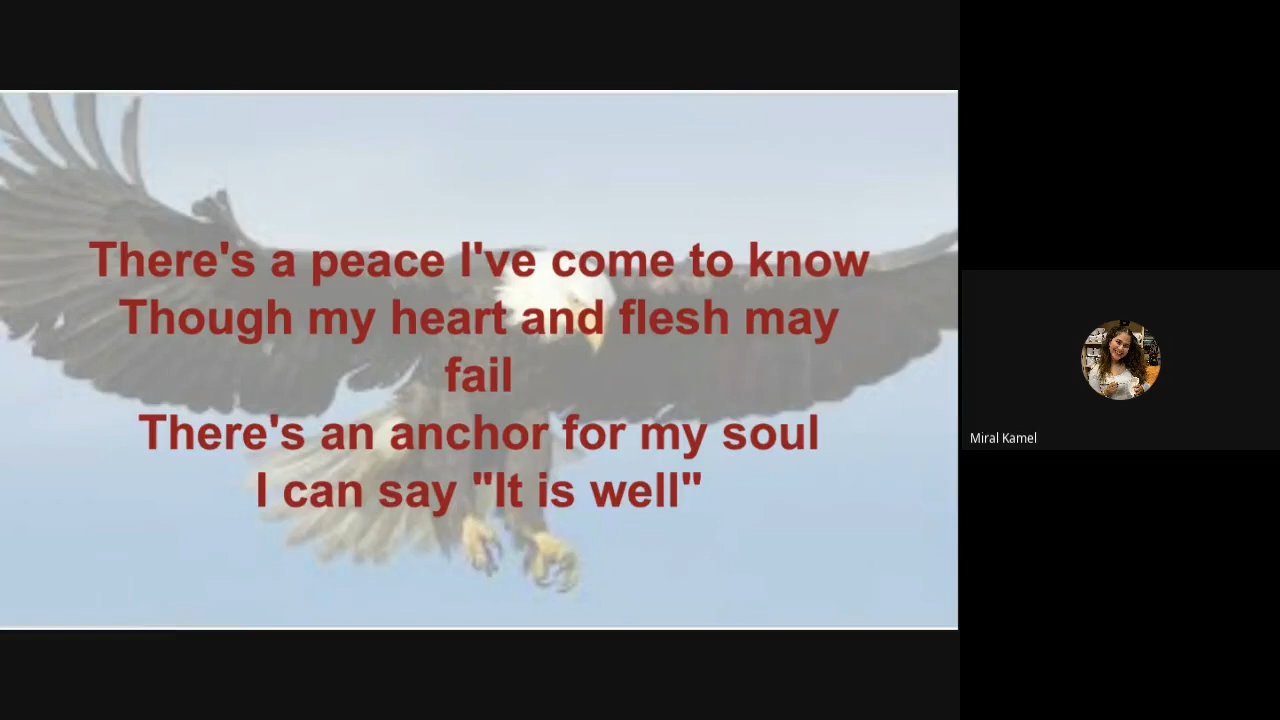 There's a peace I've come to know
Though my heart and flesh may
fail
There's an anchor for my soul
I can say "It is well"
Miral Kamel